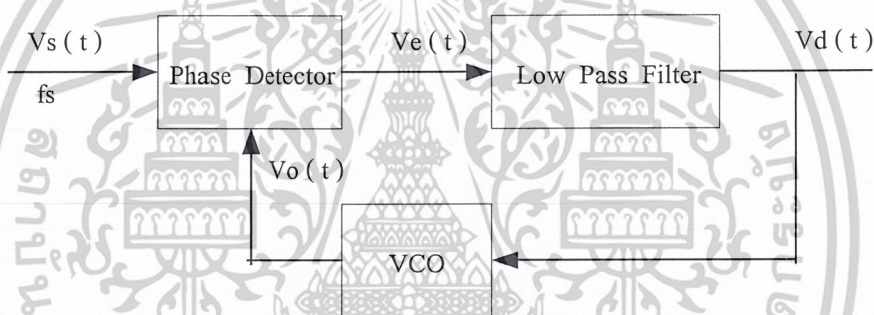 Vs ( t )
Ve ( t )
Vd ( t )
Phase Detector
Low Pass Filter
fs
Vo ( t )
VCO